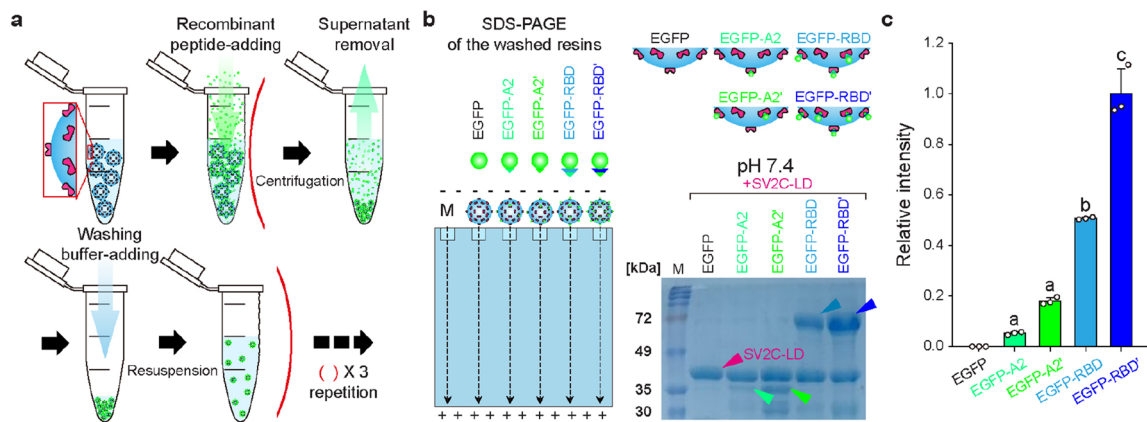 a
Recombinant
peptide-adding
Supernatant
removal
Centrifugation
Washing
buffer-adding
Resuspension
( ) X 3
repetition
b
SDS-PAGE
of the washed resins
EGFP
EGFP-A2
EGFP-A2'
EGFP-RBD
EGFP-RBD'
- - - - - - - - - - -
M
+ + + + + + + + + + +
EGFP EGFP-A2 EGFP-RBD
EGFP-A2' EGFP-RBD'
pH 7.4
+SV2C-LD
[kDa] M EGFP EGFP-A2 EGFP-A2' EGFP-RBD EGFP-RBD'
72
49
SV2C-LD
35
30
c
Relative intensity
1.2
1.0
0.8
0.6
0.4
0.2
0.0
a
a
b
c
EGFP
EGFP-A2
EGFP-A2'
EGFP-RBD
EGFP-RBD'